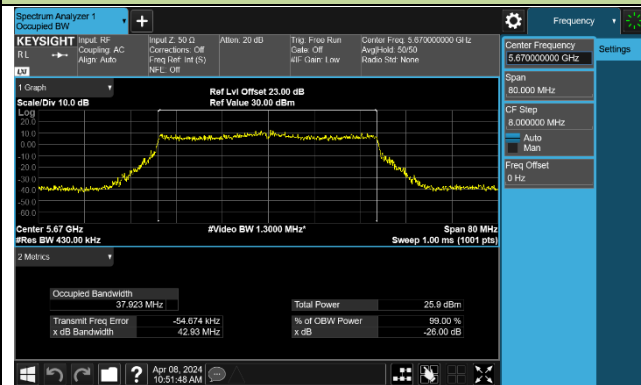 Spectrum Analyzer 1
Occupied BW
Frequency
KEYSIGHT
RL
LXI
Input: RF
Coupling: AC
Align: Auto
Input Z: 50 Ω
Corrections: Off
Freq Ref: Int (S)
NFE: Off
Atten: 20 dB
Trig: Free Run
Gate: Off
#IF Gain: Low
Center Freq: 5.670000000 GHz
Avg|Hold: 50/50
Radio Std: None
Center Frequency
5.670000000 GHz
Settings
Span
80.000 MHz
CF Step
8.000000 MHz
Auto
Man
Freq Offset
0 Hz
1 Graph
Scale/Div 10.0 dB
Ref Lvl Offset 23.00 dB
Ref Value 30.00 dBm
Log
20.0
10.0
0.00
-10.0
-20.0
-30.0
-40.0
-50.0
-60.0
Center 5.67 GHz
#Res BW 430.00 kHz
#Video BW 1.3000 MHz*
Span 80 MHz
Sweep 1.00 ms (1001 pts)
2 Metrics
Occupied Bandwidth
37.923 MHz
Transmit Freq Error -54.674 kHz
x dB Bandwidth 42.93 MHz
Total Power 25.9 dBm
% of OBW Power 99.00 %
x dB -26.00 dB
Apr 08, 2024
10:51:48 AM